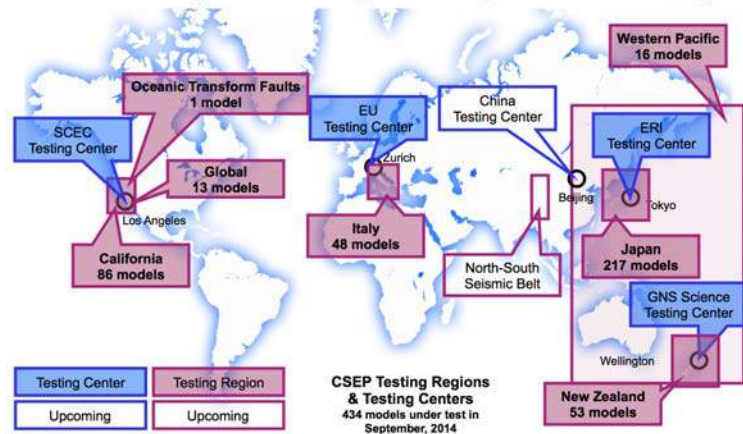 Western Pacific
16 models
Oceanic Transform Faults
1 model
SCEC
Testing Center
Global
13 models
Los Angeles
California
86 models
EU
Testing Center
Zurich
Italy
48 models
China
Testing Center
Beijing
North-South
Seismic Belt
ERI
Testing Center
Tokyo
Japan
217 models
GNS Science
Testing Center
Wellington
New Zealand
53 models
Testing Center
Testing Region
Upcoming
Upcoming
CSEP Testing Regions
& Testing Centers
434 models under test in
September, 2014